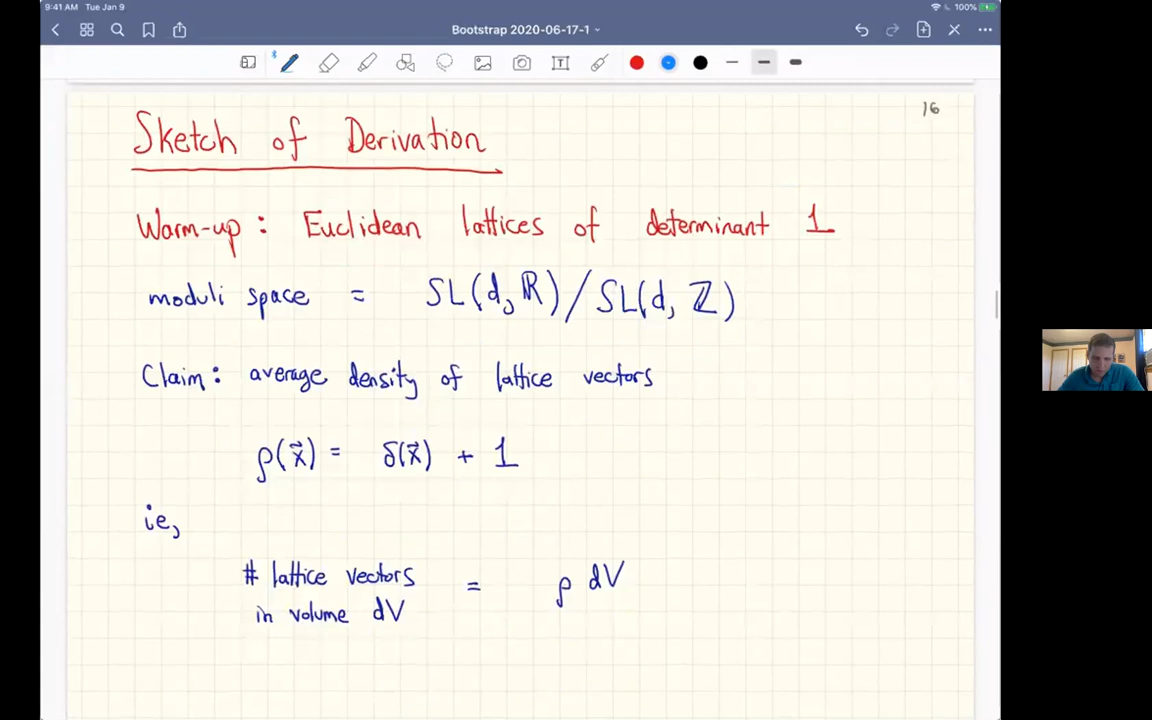 9:41 AM Tue Jan 9
100%
Bootstrap 2020-06-17-1
T
16
Sketch of Derivation
Warm-up: Euclidean lattices of determinant 1
moduli space = SL(d, ℝ)/SL(d, ℤ)
Claim: average density of lattice vectors
ρ(x⃗) = δ(x⃗) + 1
ie,
# lattice vectors in volume dV = ρ dV